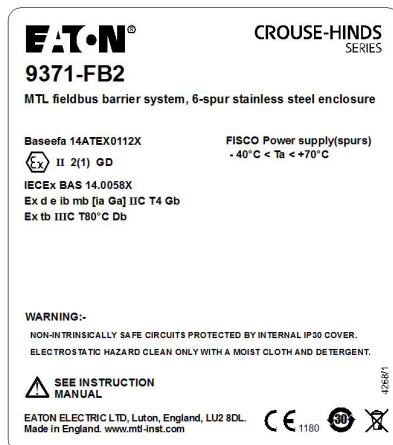 EATON®
CROUSE-HINDS
SERIES
9371-FB2
MTL fieldbus barrier system, 6-spur stainless steel enclosure
Baseefa 14ATEX0112X
Ex II 2(1) GD
IECEx BAS 14.0058X
Ex d e ib mb [ia Ga] IIC T4 Gb
Ex tb IIIC T80°C Db
FISCO Power supply(spurs)
- 40°C < Ta < +70°C
WARNING:-
NON-INTRINSICALLY SAFE CIRCUITS PROTECTED BY INTERNAL IP30 COVER.
ELECTROSTATIC HAZARD CLEAN ONLY WITH A MOIST CLOTH AND DETERGENT.
SEE INSTRUCTION
MANUAL
4268/1
EATON ELECTRIC LTD, Luton, England, LU2 8DL.
Made in England. www.mtl-inst.com
CE 1180
30